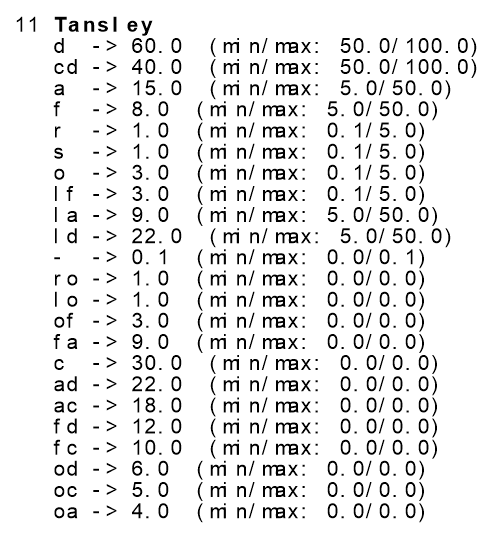 11 Tansley
d -> 60.0 (min/max: 50.0/100.0)
cd -> 40.0 (min/max: 50.0/100.0)
a -> 15.0 (min/max: 5.0/50.0)
f -> 8.0 (min/max: 5.0/50.0)
r -> 1.0 (min/max: 0.1/5.0)
s -> 1.0 (min/max: 0.1/5.0)
o -> 3.0 (min/max: 0.1/5.0)
lf -> 3.0 (min/max: 0.1/5.0)
la -> 9.0 (min/max: 5.0/50.0)
ld -> 22.0 (min/max: 5.0/50.0)
- -> 0.1 (min/max: 0.0/0.1)
ro -> 1.0 (min/max: 0.0/0.0)
lo -> 1.0 (min/max: 0.0/0.0)
of -> 3.0 (min/max: 0.0/0.0)
fa -> 9.0 (min/max: 0.0/0.0)
c -> 30.0 (min/max: 0.0/0.0)
ad -> 22.0 (min/max: 0.0/0.0)
ac -> 18.0 (min/max: 0.0/0.0)
fd -> 12.0 (min/max: 0.0/0.0)
fc -> 10.0 (min/max: 0.0/0.0)
od -> 6.0 (min/max: 0.0/0.0)
oc -> 5.0 (min/max: 0.0/0.0)
oa -> 4.0 (min/max: 0.0/0.0)